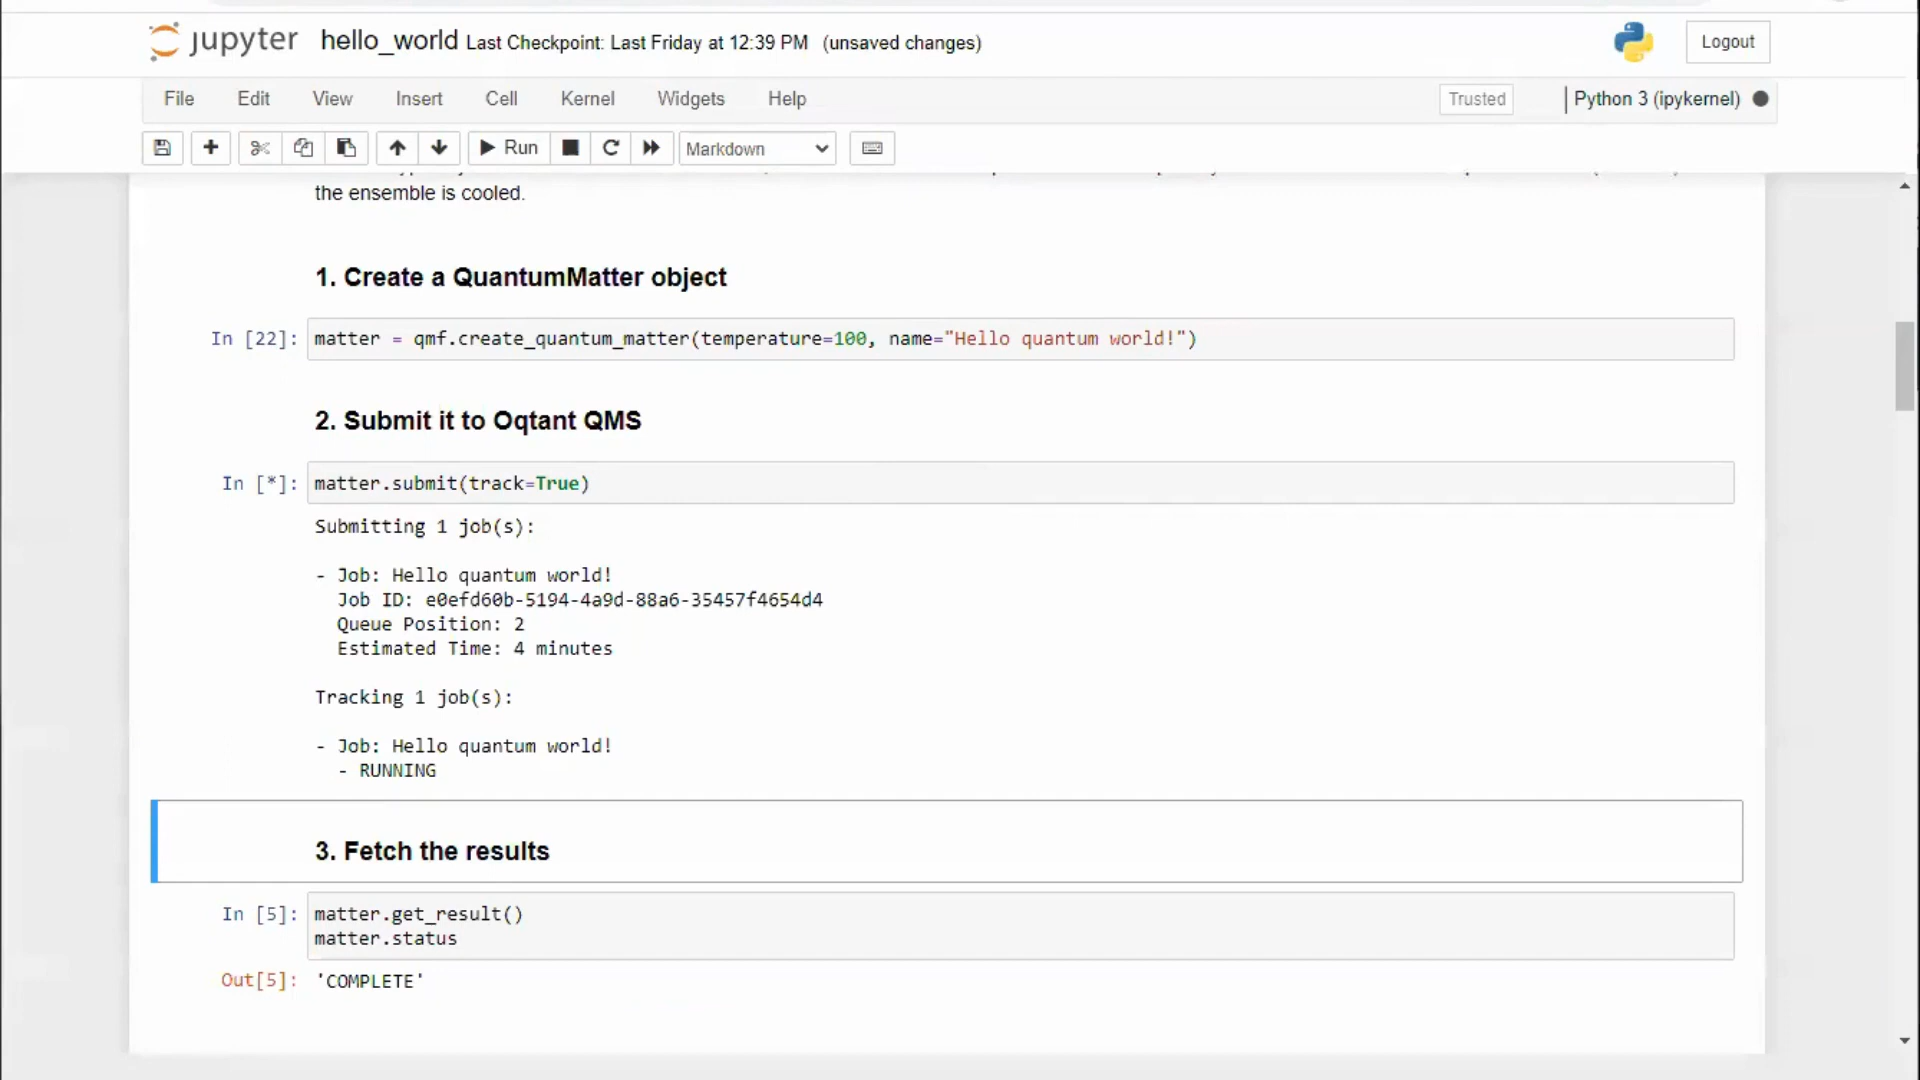 jupyter hello_world Last Checkpoint: Last Friday at 12:39 PM (unsaved changes)
Logout
File Edit View Insert Cell Kernel Widgets Help
Trusted
Python 3 (ipykernel)
Run
Markdown
the ensemble is cooled.
1. Create a QuantumMatter object
In [22]: matter = qmf.create_quantum_matter(temperature=100, name="Hello quantum world!")
2. Submit it to Oqtant QMS
In [*]: matter.submit(track=True)
Submitting 1 job(s):
- Job: Hello quantum world!
Job ID: e0efd60b-5194-4a9d-88a6-35457f4654d4
Queue Position: 2
Estimated Time: 4 minutes
Tracking 1 job(s):
- Job: Hello quantum world!
- RUNNING
3. Fetch the results
In [5]: matter.get_result()
matter.status
Out[5]: 'COMPLETE'